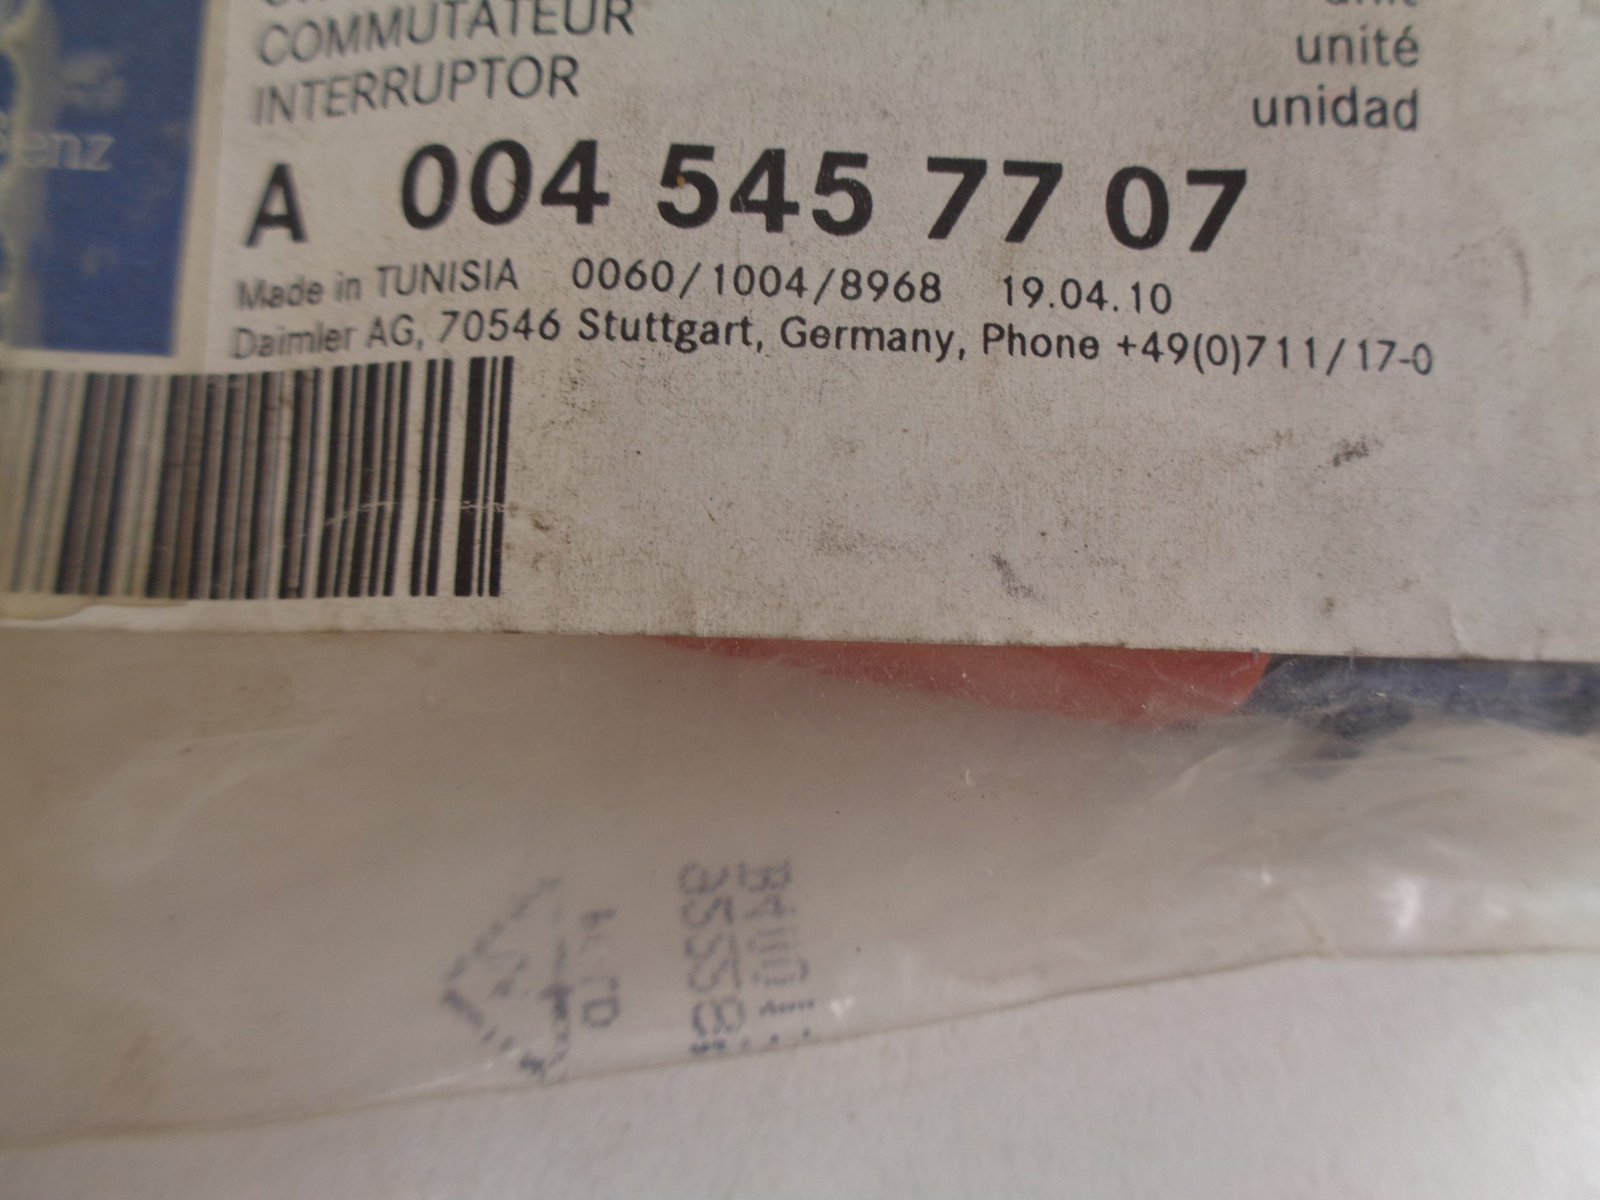 COMMUTATEUR
INTERRUPTOR
unité
unidad
enz
A 004 545 77 07
Made in TUNISIA 0060/1004/8968 19.04.10
Daimler AG, 70546 Stuttgart, Germany, Phone +49(0)711/17-0